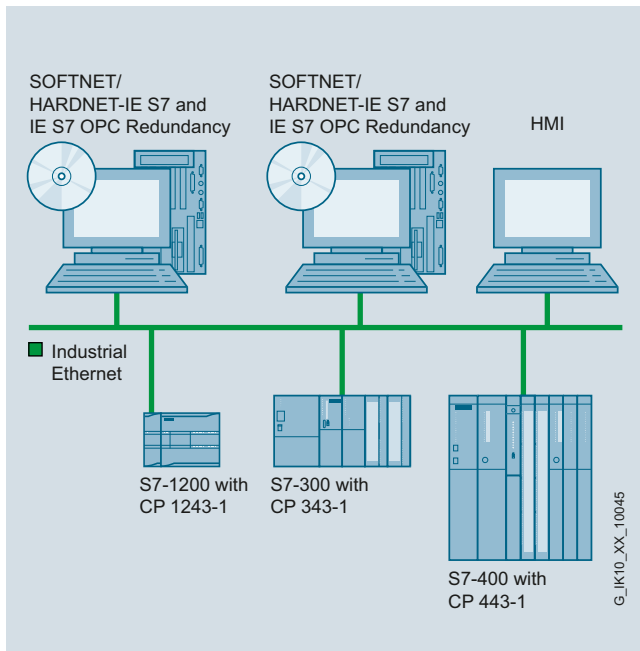 SOFTNET/
HARDNET-IE S7 and
IE S7 OPC Redundancy
SOFTNET/
HARDNET-IE S7 and
IE S7 OPC Redundancy
HMI
Industrial
Ethernet
S7-1200 with
CP 1243-1
S7-300 with
CP 343-1
S7-400 with
CP 443-1
G_IK10_XX_10045